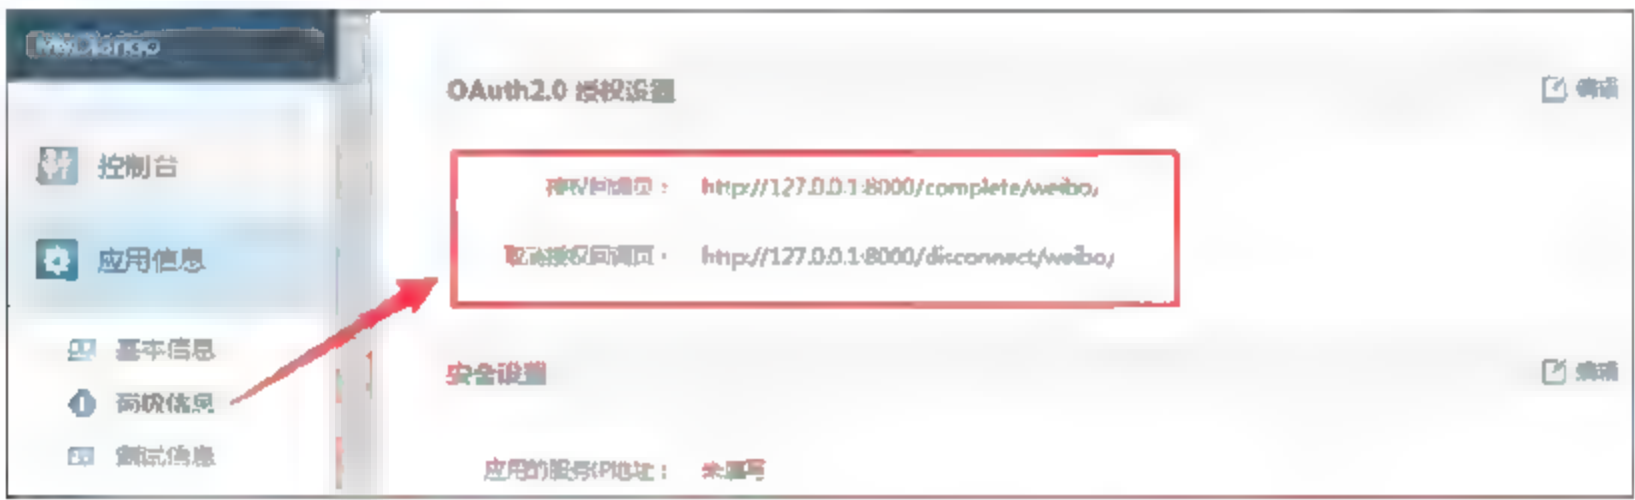 MyDjango
控制台
应用信息
基本信息
高级信息
测试信息
OAuth2.0 授权设置
编辑
授权回调页：
http://127.0.0.1:8000/complete/weibo/
取消授权回调页：
http://127.0.0.1:8000/disconnect/weibo/
安全设置
编辑
应用的服务IP地址：
未填写